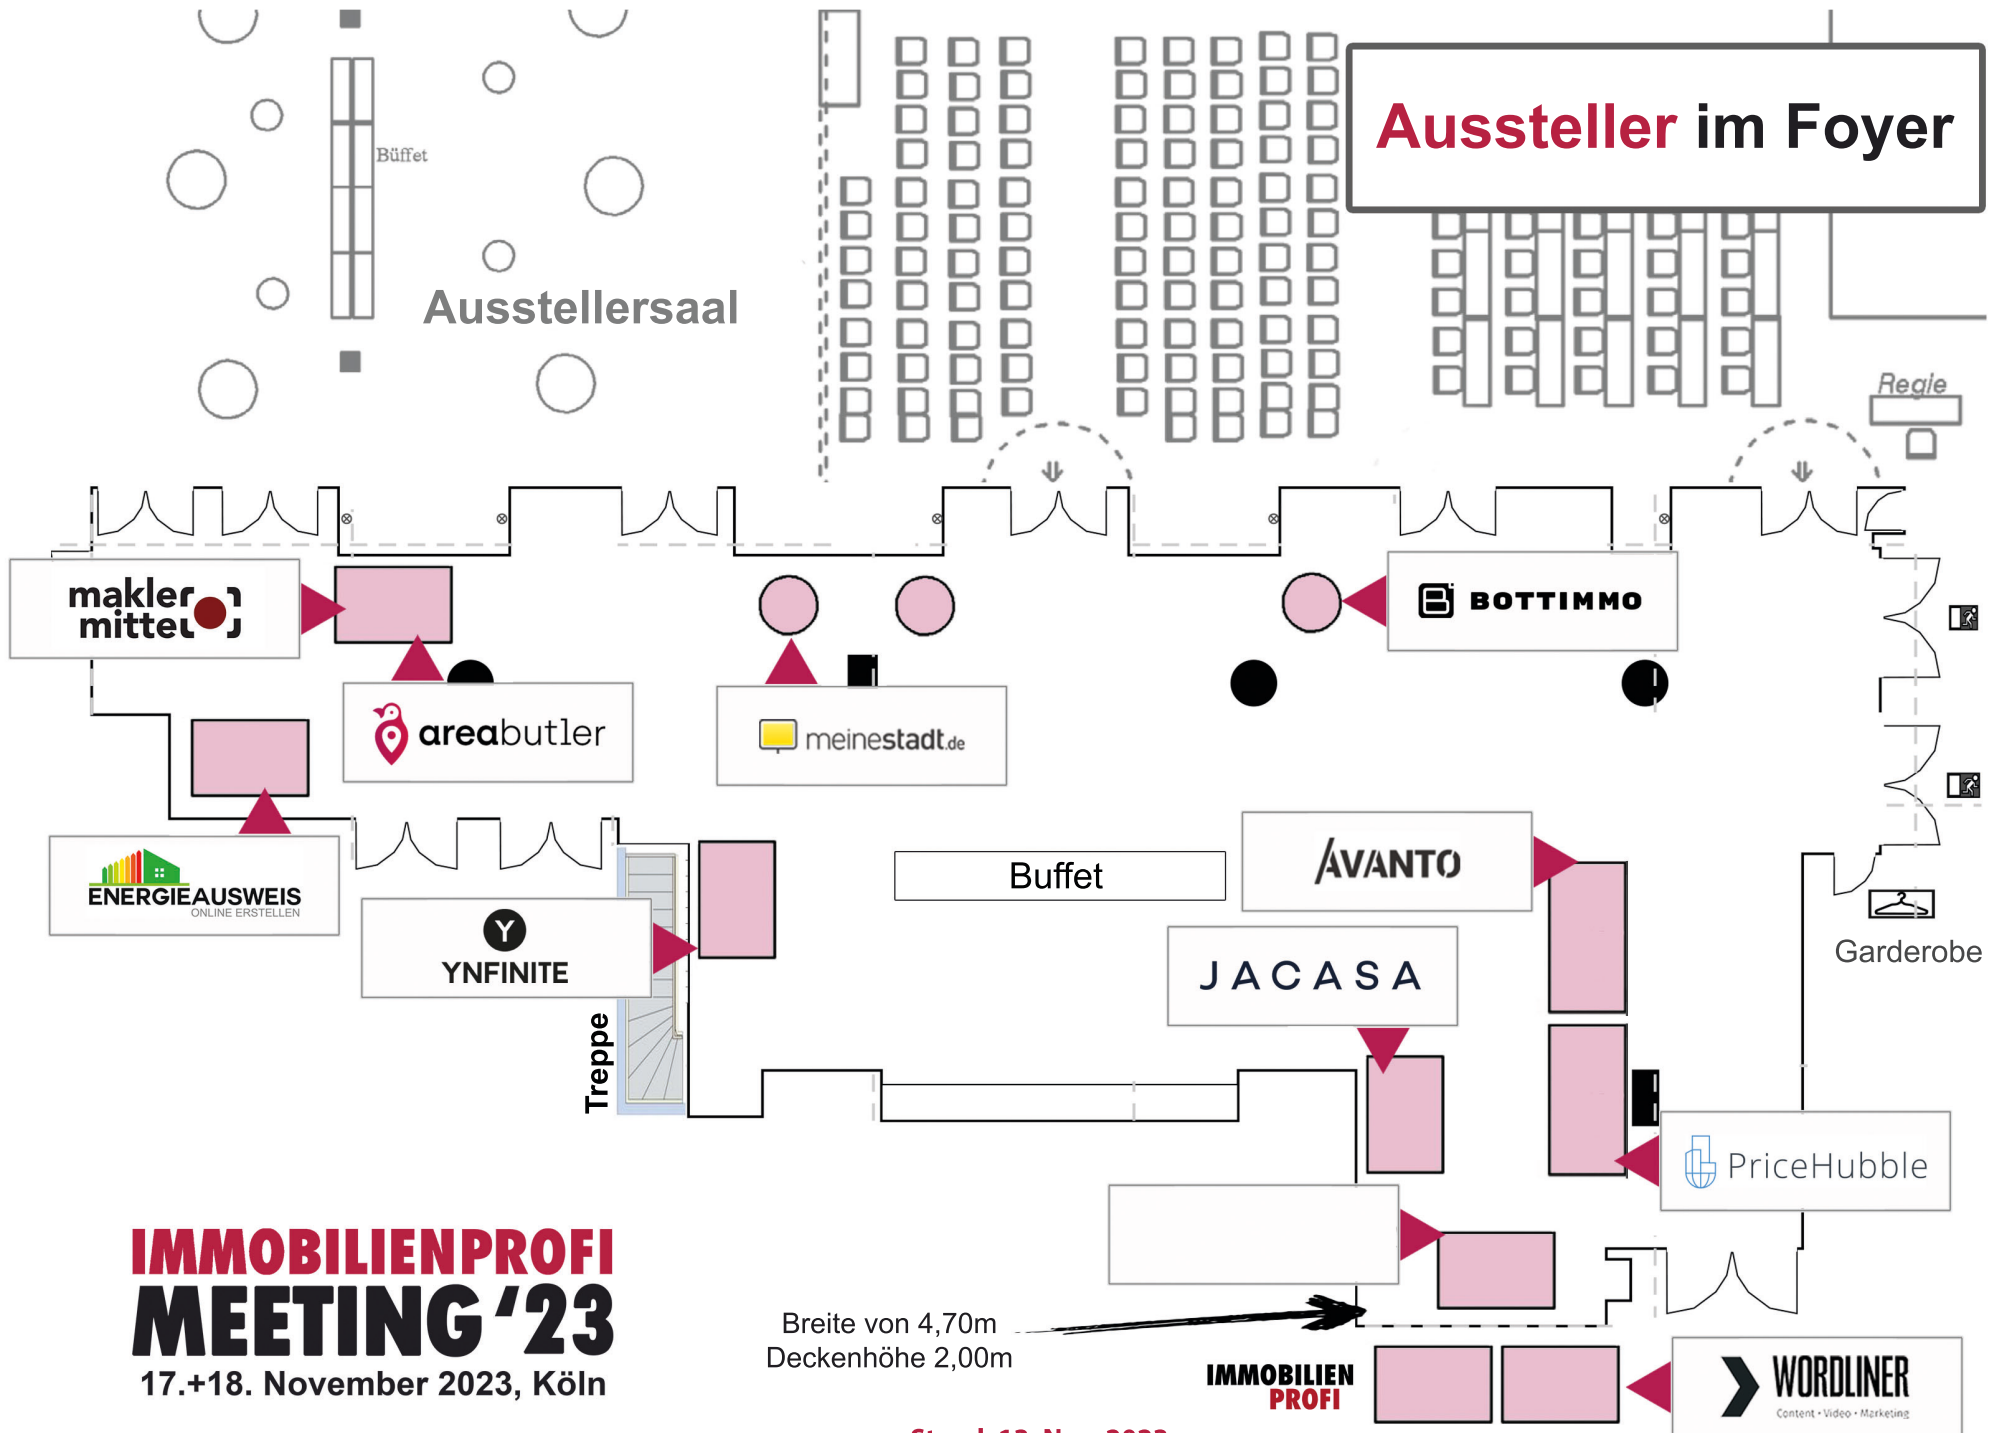 Aussteller im Foyer
Büffet
Ausstellersaal
Regie
makler
mittel
BOTTIMMO
areabutler
meinestadt.de
ENERGIEAUSWEIS
ONLINE ERSTELLEN
Y
YNFINITE
Buffet
AVANTO
JACASA
Garderobe
Treppe
PriceHubble
IMMOBILIENPROFI
MEETING '23
17.+18. November 2023, Köln
Breite von 4,70m
Deckenhöhe 2,00m
IMMOBILIEN
PROFI
WORDLINER
Content • Video • Marketing